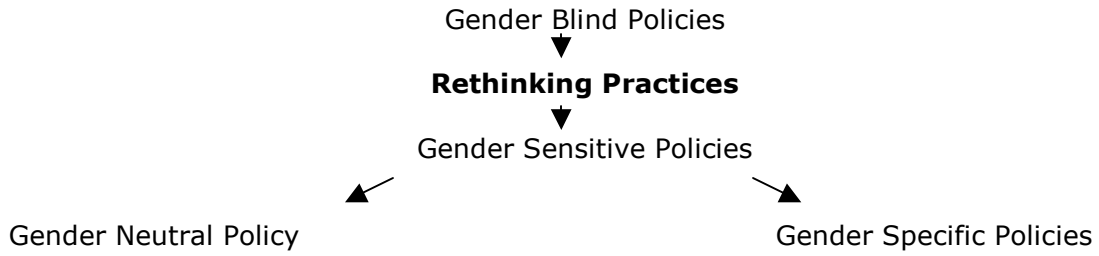 Gender Blind Policies
Rethinking Practices
Gender Sensitive Policies
Gender Neutral Policy
Gender Specific Policies